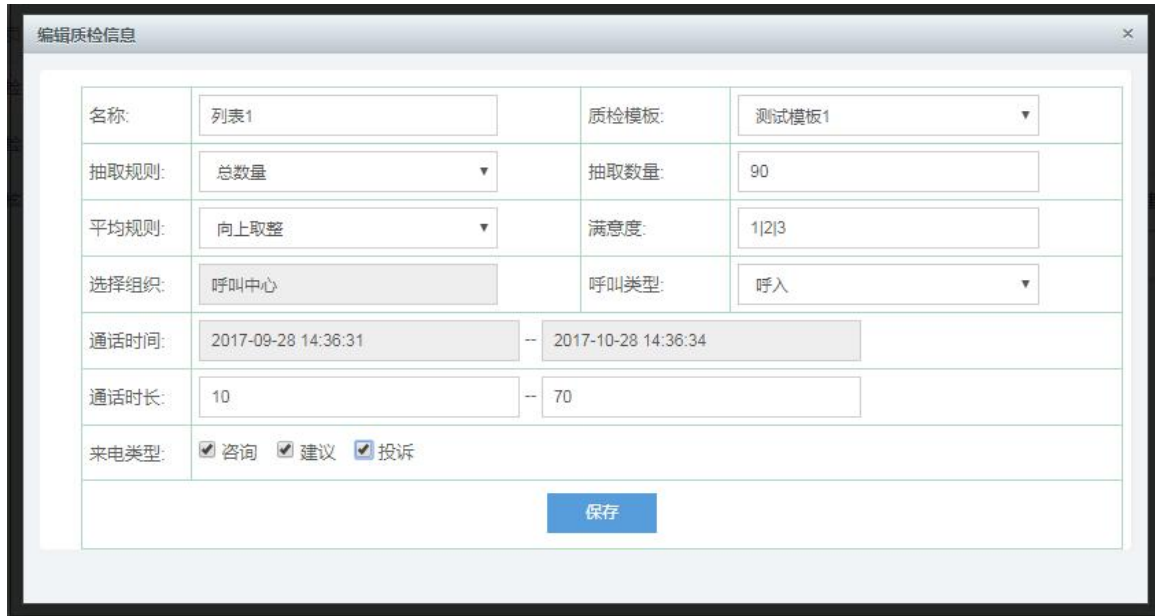 编辑质检信息 ×
名称: 列表1 质检模板: 测试模板1
抽取规则: 总数量 抽取数量: 90
平均规则: 向上取整 满意度: 1|2|3
选择组织: 呼叫中心 呼叫类型: 呼入
通话时间: 2017-09-28 14:36:31 -- 2017-10-28 14:36:34
通话时长: 10 -- 70
来电类型: 咨询 建议 投诉
保存